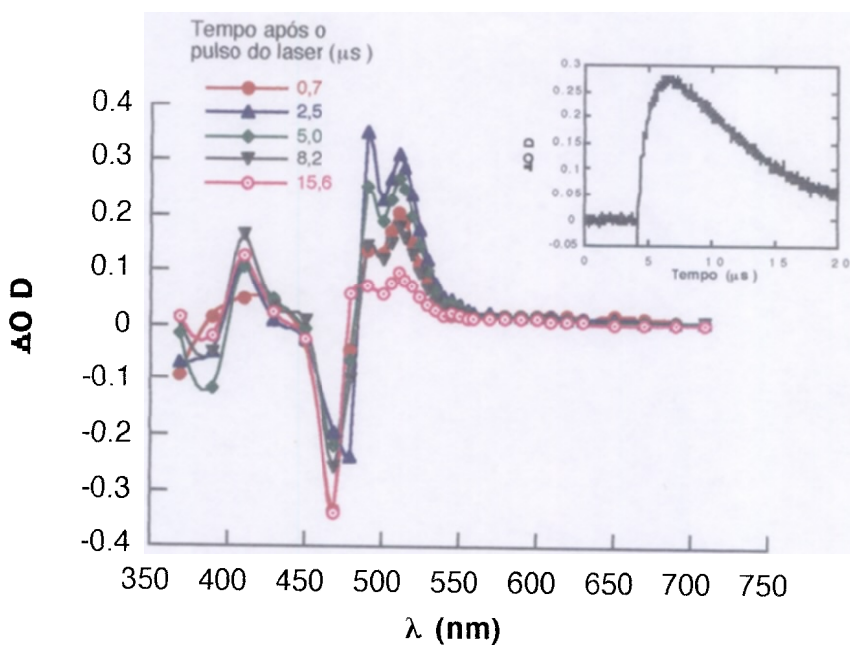 Tempo após o
pulso do laser (µs)
0,7
2,5
5,0
8,2
15,6
ΔO D
0.4
0.3
0.2
0.1
0
-0.1
-0.2
-0.3
-0.4
350 400 450 500 550 600 650 700 750
λ (nm)
ΔO D
0.3
0.25
0.2
0.15
0.1
0.05
0
-0.05
0 5 10 15 20
Tempo (µs)